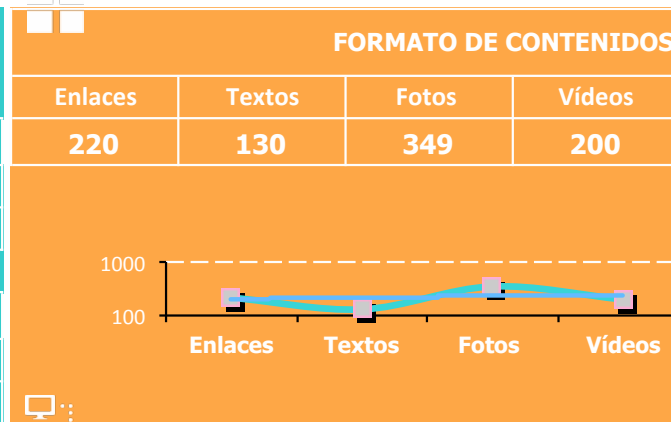 FORMATO DE CONTENIDOS
Enlaces Textos Fotos Vídeos
220 130 349 200
1000
100
Enlaces Textos Fotos Vídeos